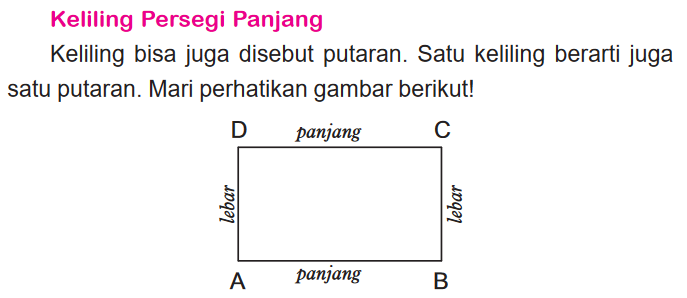 Keliling Persegi Panjang
Keliling bisa juga disebut putaran. Satu keliling berarti juga
satu putaran. Mari perhatikan gambar berikut!
D panjang C
lebar lebar
A panjang B